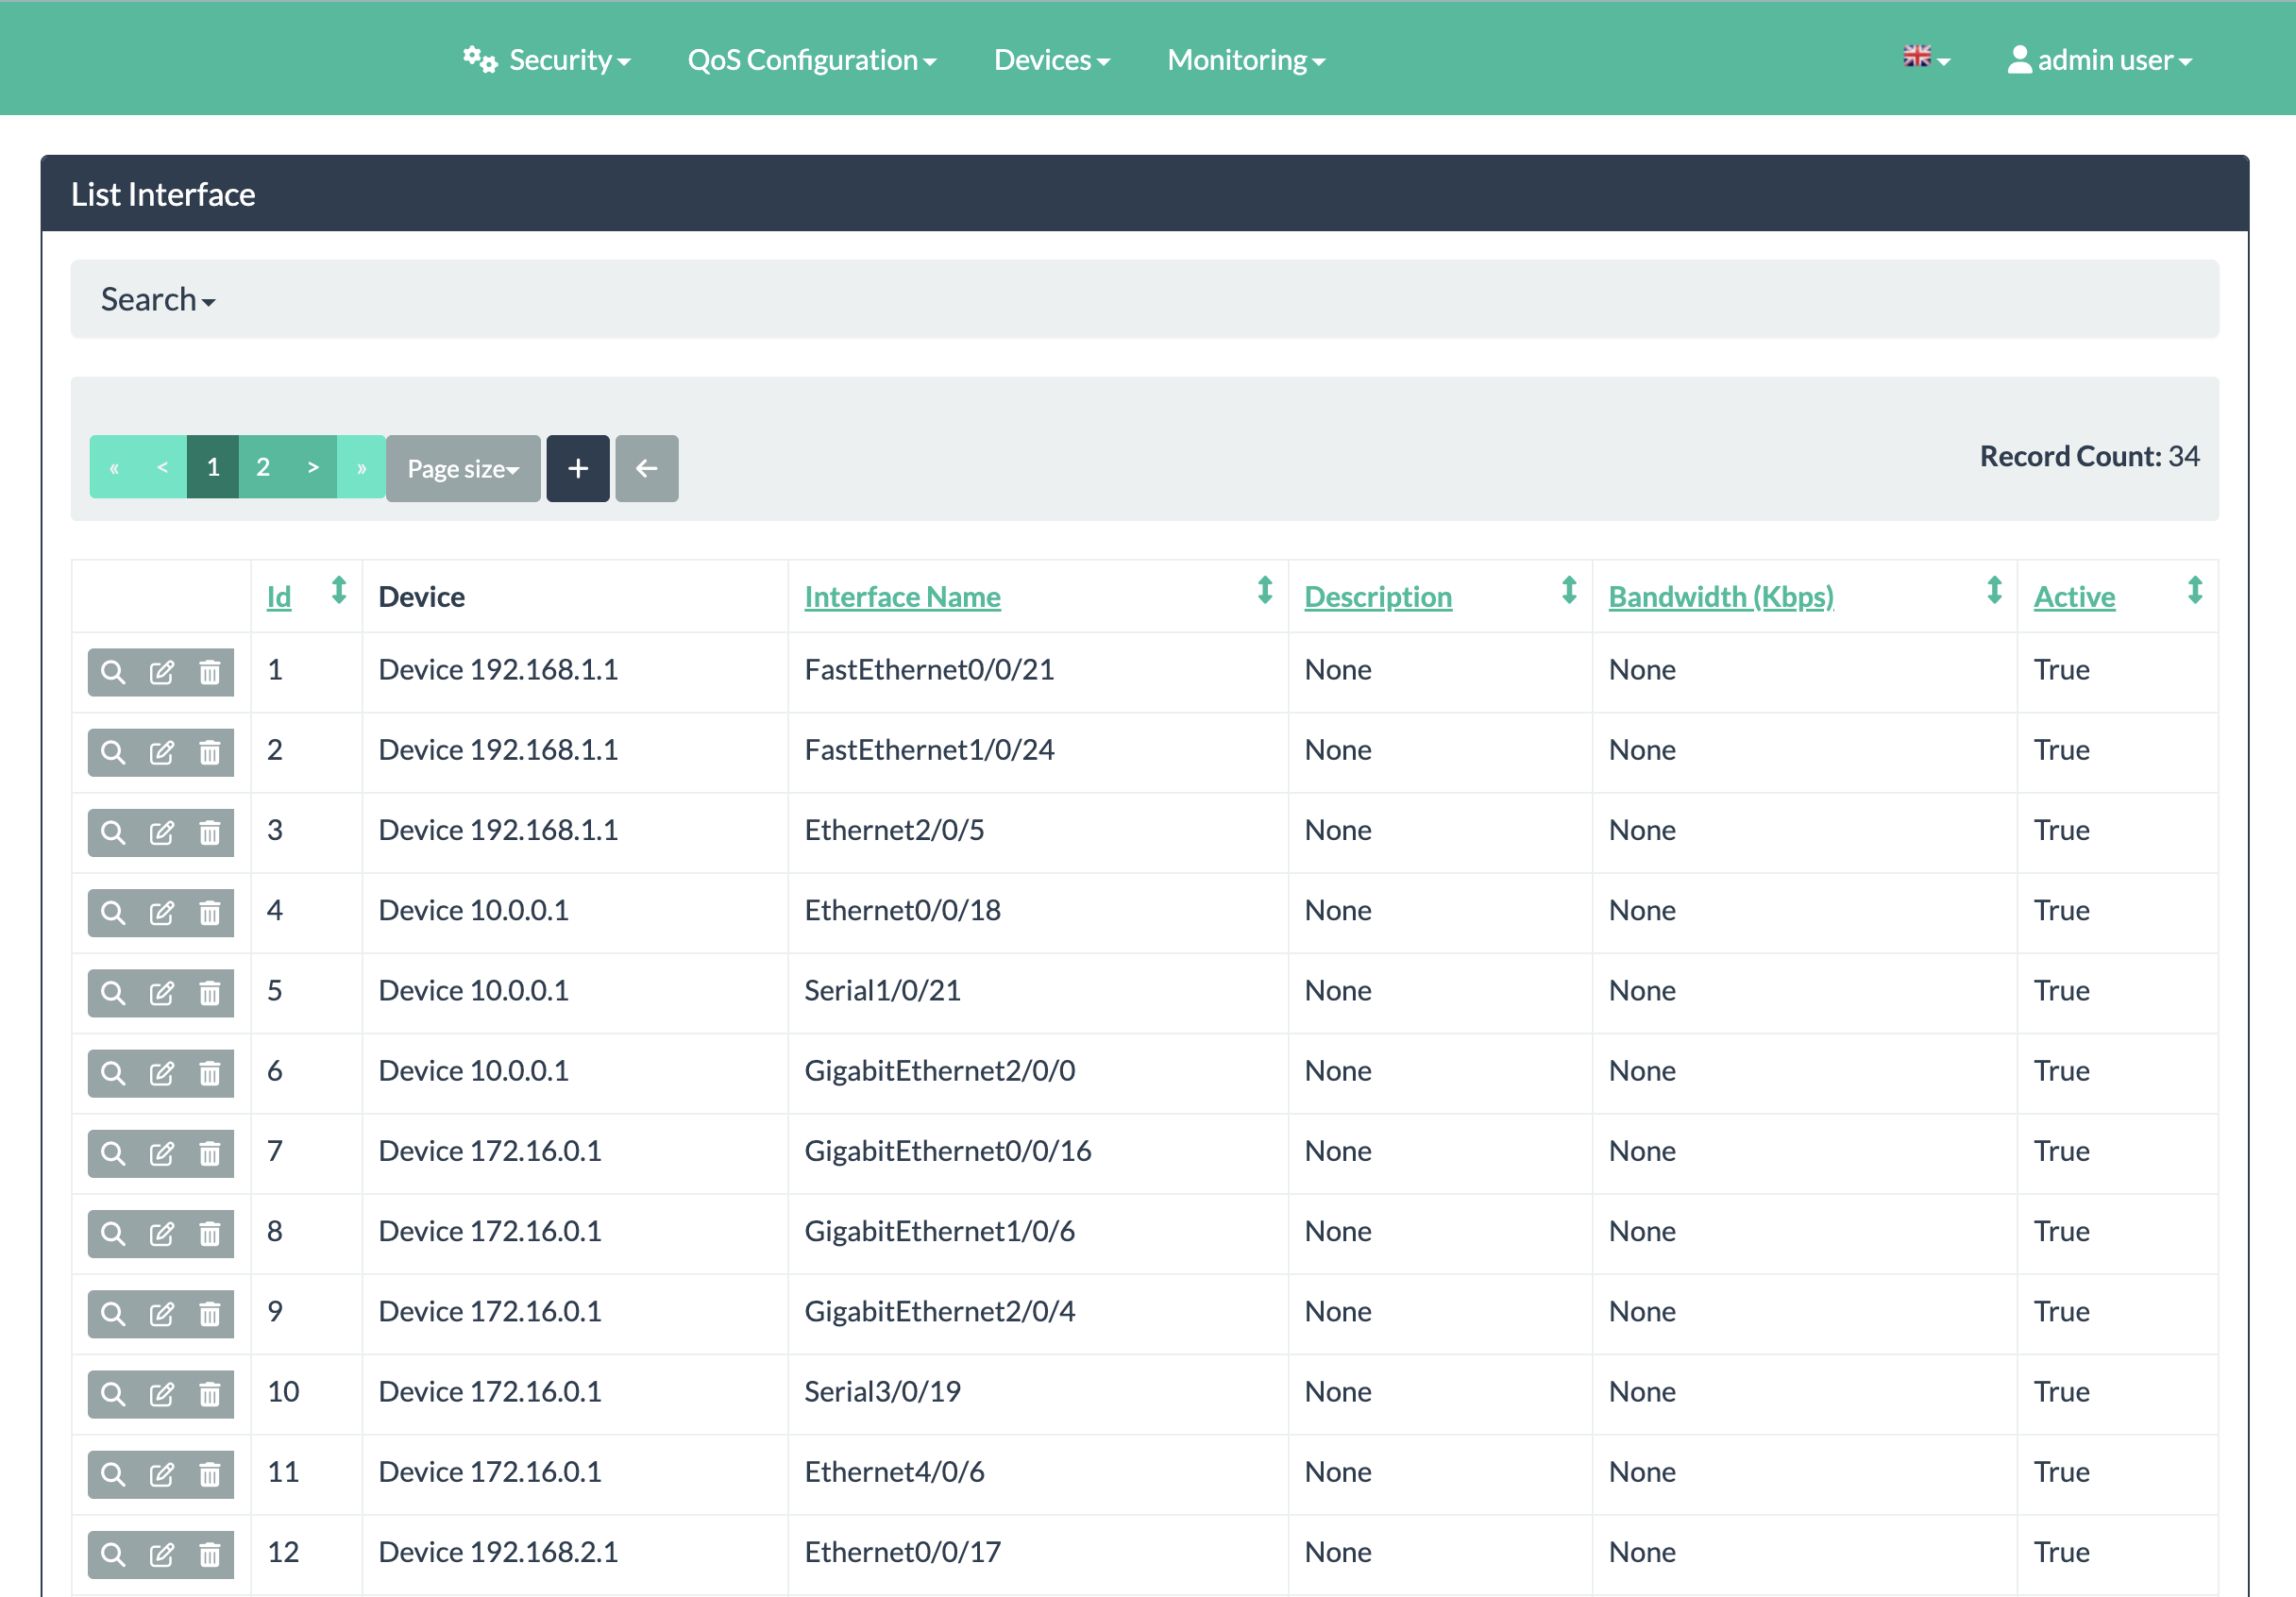 Security QoS Configuration Devices Monitoring admin user
List Interface
Search
« < 1 2 > » Page size + Record Count: 34
Id Device Interface Name Description Bandwidth (Kbps) Active
1 Device 192.168.1.1 FastEthernet0/0/21 None None True
2 Device 192.168.1.1 FastEthernet1/0/24 None None True
3 Device 192.168.1.1 Ethernet2/0/5 None None True
4 Device 10.0.0.1 Ethernet0/0/18 None None True
5 Device 10.0.0.1 Serial1/0/21 None None True
6 Device 10.0.0.1 GigabitEthernet2/0/0 None None True
7 Device 172.16.0.1 GigabitEthernet0/0/16 None None True
8 Device 172.16.0.1 GigabitEthernet1/0/6 None None True
9 Device 172.16.0.1 GigabitEthernet2/0/4 None None True
10 Device 172.16.0.1 Serial3/0/19 None None True
11 Device 172.16.0.1 Ethernet4/0/6 None None True
12 Device 192.168.2.1 Ethernet0/0/17 None None True